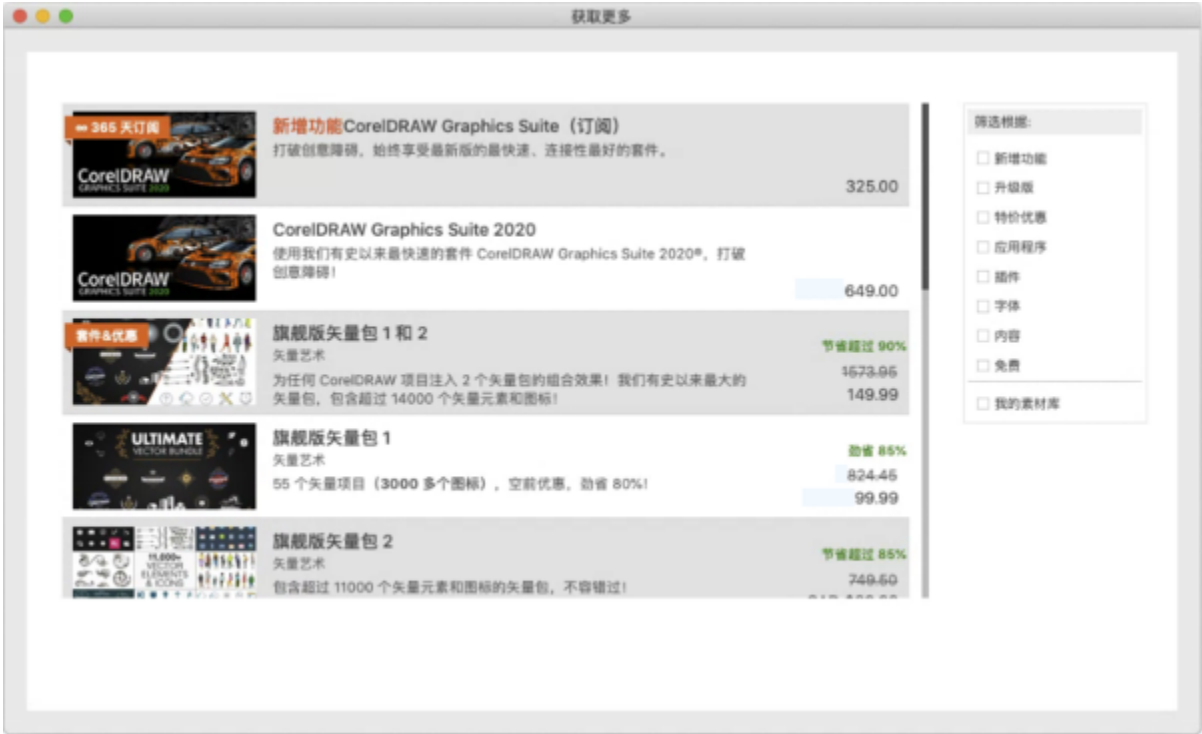 获取更多
365 天订阅
CorelDRAW
GRAPHICS SUITE 2020
新增功能CorelDRAW Graphics Suite（订阅）
打破创意障碍，始终享受最新版的最快速、连接性最好的套件。
325.00
CorelDRAW
GRAPHICS SUITE 2020
CorelDRAW Graphics Suite 2020
使用我们有史以来最快速的套件 CorelDRAW Graphics Suite 2020®，打破
创意障碍！
649.00
套件&优惠
旗舰版矢量包 1 和 2
矢量艺术
为任何 CorelDRAW 项目注入 2 个矢量包的组合效果！我们有史以来最大的
矢量包，包含超过 14000 个矢量元素和图标！
节省超过 90%
1573.95
149.99
ULTIMATE
VECTOR BUNDLE
旗舰版矢量包 1
矢量艺术
55 个矢量项目（3000 多个图标），空前优惠，劲省 80%!
劲省 85%
824.45
99.99
11,000+
VECTOR
ELEMENTS
& ICONS
旗舰版矢量包 2
矢量艺术
包含超过 11000 个矢量元素和图标的矢量包，不容错过！
节省超过 85%
749.50
筛选根据:
新增功能
升级版
特价优惠
应用程序
插件
字体
内容
免费
我的素材库